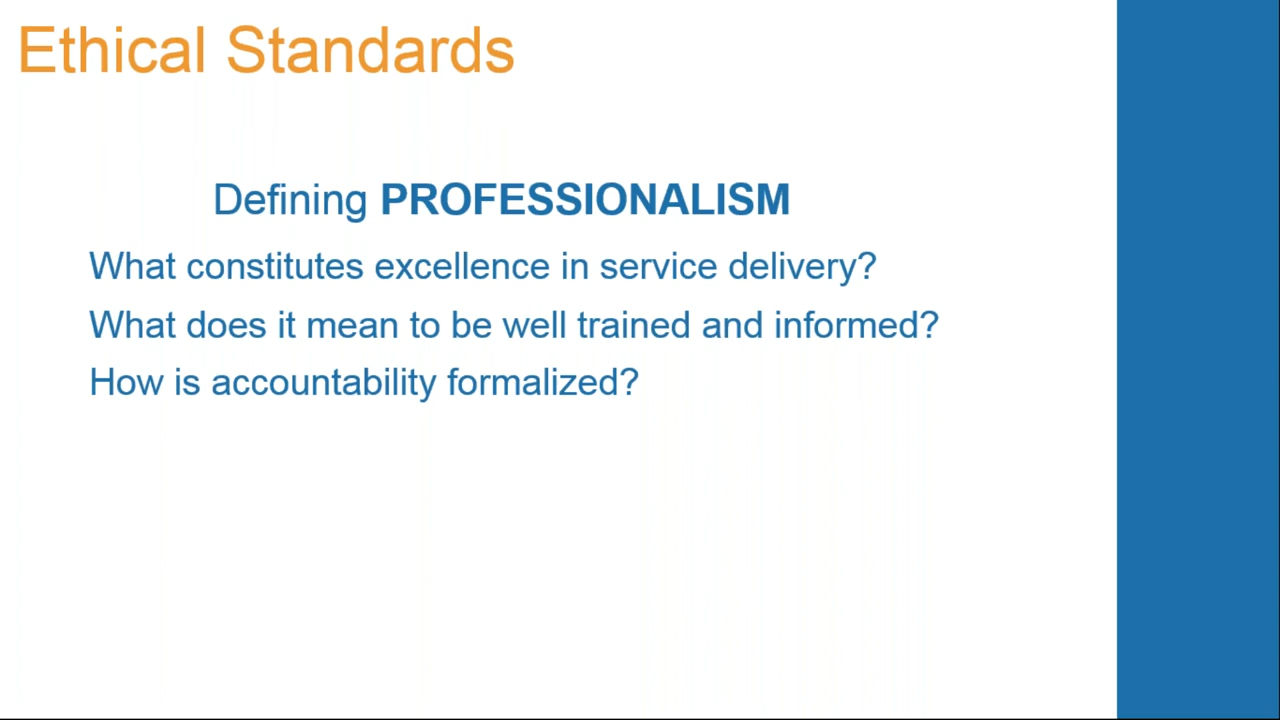 Ethical Standards
Defining PROFESSIONALISM
What constitutes excellence in service delivery?
What does it mean to be well trained and informed?
How is accountability formalized?